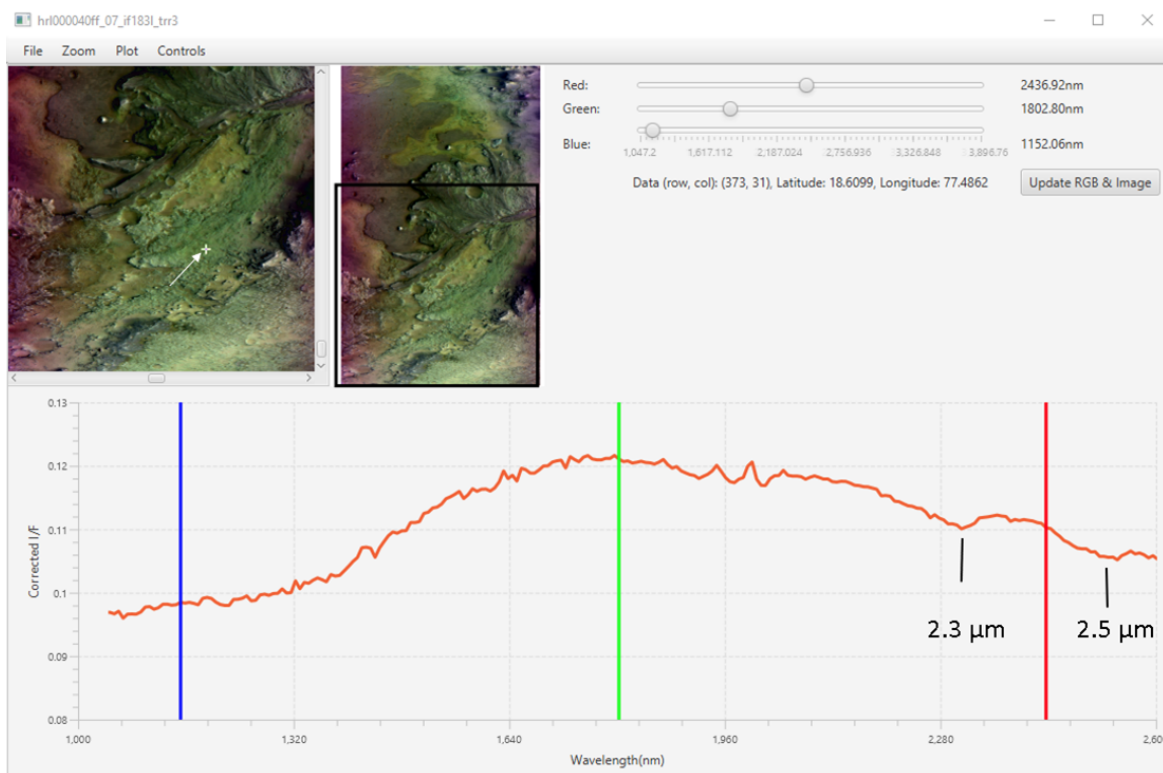 hrl000040ff_07_if183l_trr3
File Zoom Plot Controls
Red: 2436.92nm
Green: 1802.80nm
Blue: 1152.06nm
1,047.2 1,617.112 2,187.024 2,756.936 3,326.848 3,896.76
Data (row, col): (373, 31), Latitude: 18.6099, Longitude: 77.4862
Update RGB & Image
0.13
0.12
0.11
0.1
0.09
0.08
Corrected I/F
2.3 µm 2.5 µm
1,000 1,320 1,640 1,960 2,280 2,60
Wavelength(nm)